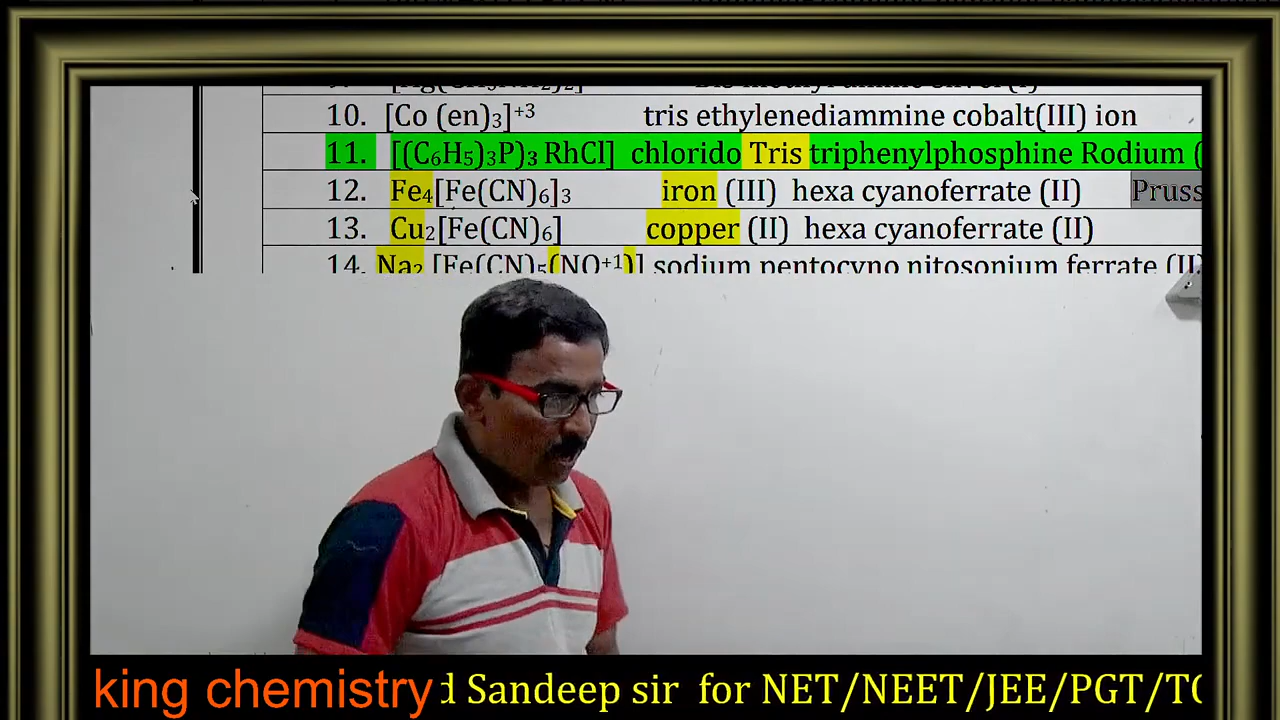 10. [Co (en)₃]⁺³ tris ethylenediammine cobalt(III) ion
11. [(C₆H₅)₃P)₃ RhCl] chlorido Tris triphenylphosphine Rodium (
12. Fe₄[Fe(CN)₆]₃ iron (III) hexa cyanoferrate (II) Pruss
13. Cu₂[Fe(CN)₆] copper (II) hexa cyanoferrate (II)
14. Na₂ [Fe(CN)₅(NO⁺¹)] sodium pentocyno nitosonium ferrate (II)
king chemistry d Sandeep sir for NET/NEET/JEE/PGT/TG